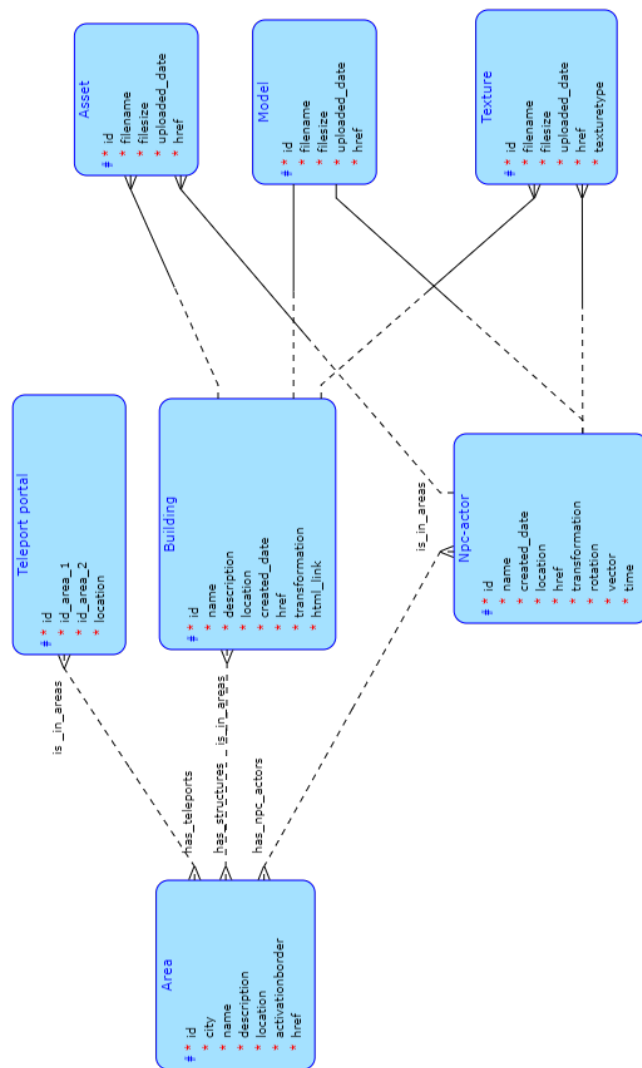 Asset
# * id
* filename
* filesize
* uploaded_date
* href
Model
# * id
* filename
* filesize
* uploaded_date
* href
Texture
# * id
* filename
* filesize
* uploaded_date
* href
* texturetype
Teleport portal
# * id
* id_area_1
* id_area_2
* location
Building
# * id
* name
* description
* location
* created_date
* href
* transformation
* html_link
Npc-actor
# * id
* name
* created_date
* location
* href
* transformation
* rotation
* vector
* time
is _in_areas
is_in_areas
is_in_areas
has_teleports
has_structures
has_npc_actors
Area
# * id
* city
* name
* description
* location
* activationborder
* href